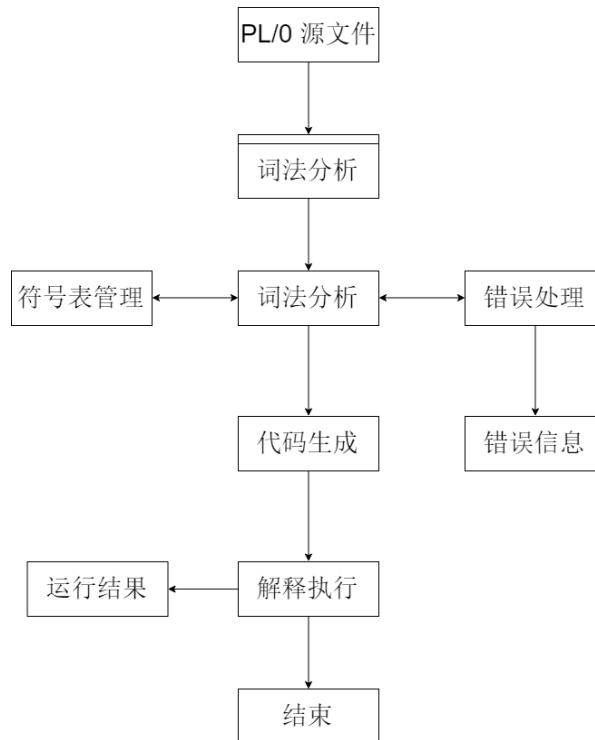 PL/0 源文件
词法分析
符号表管理
词法分析
错误处理
代码生成
错误信息
运行结果
解释执行
结束